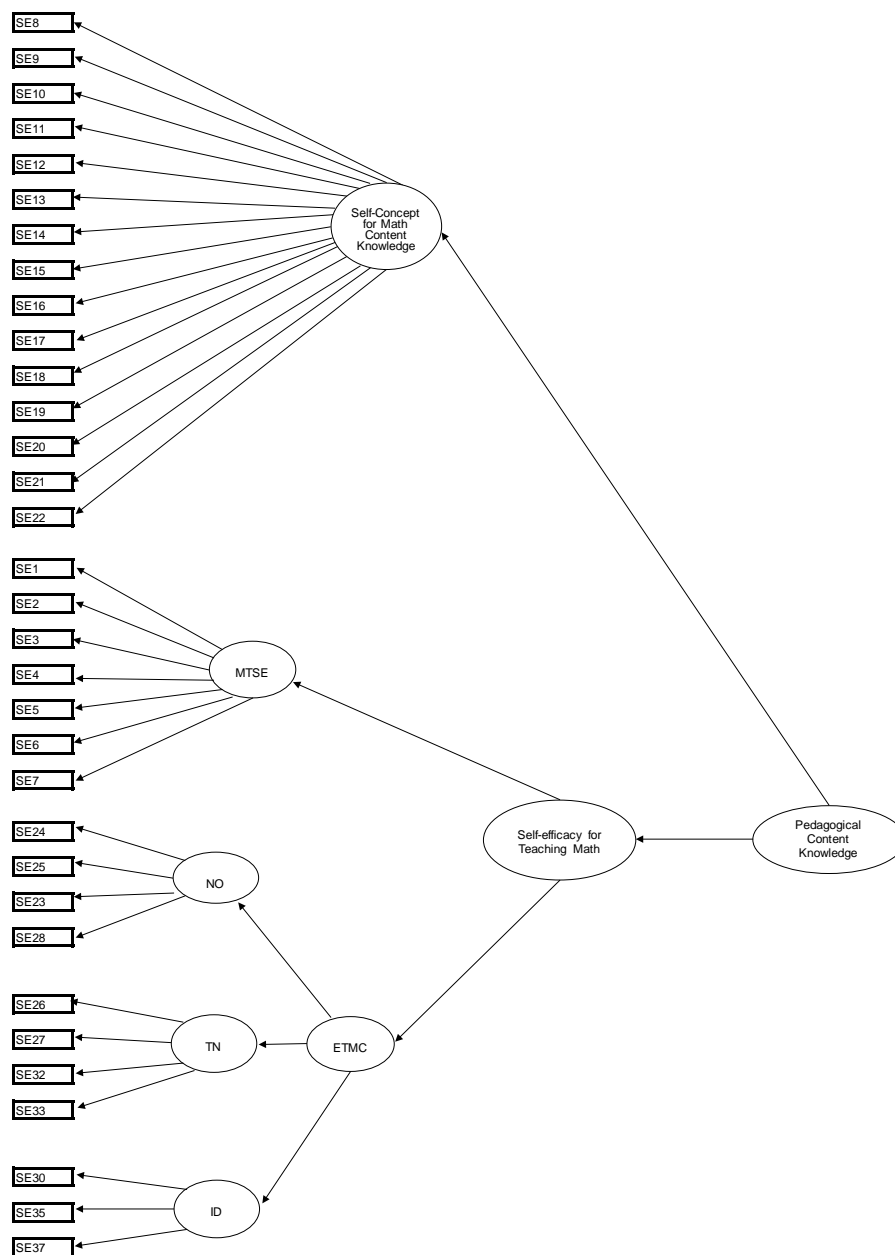 SE8
SE9
SE10
SE11
SE12
SE13
SE14
SE15
SE16
SE17
SE18
SE19
SE20
SE21
SE22
Self-Concept
for Math
Content
Knowledge
SE1
SE2
SE3
SE4
SE5
SE6
SE7
MTSE
SE24
SE25
SE23
SE28
NO
Self-efficacy for
Teaching Math
Pedagogical
Content
Knowledge
SE26
SE27
SE32
SE33
TN
ETMC
SE30
SE35
SE37
ID